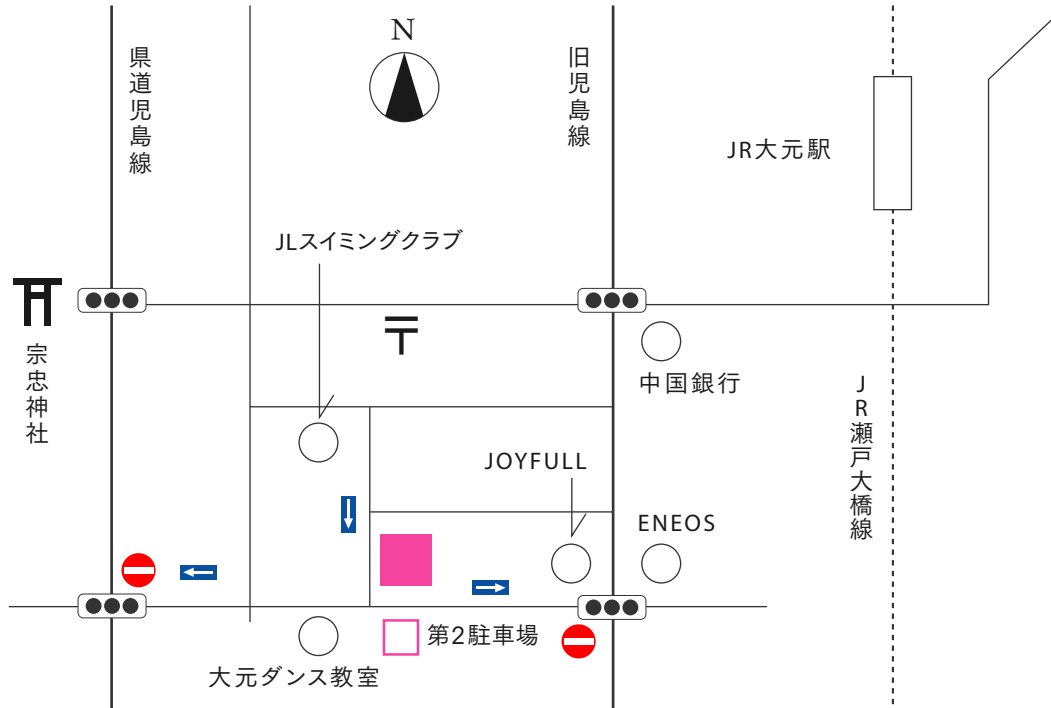 N
県道児島線
旧児島線
JR大元駅
JLスイミングクラブ
宗忠神社
〒
中国銀行
JR瀬戸大橋線
JOYFULL
ENEOS
第2駐車場
大元ダンス教室